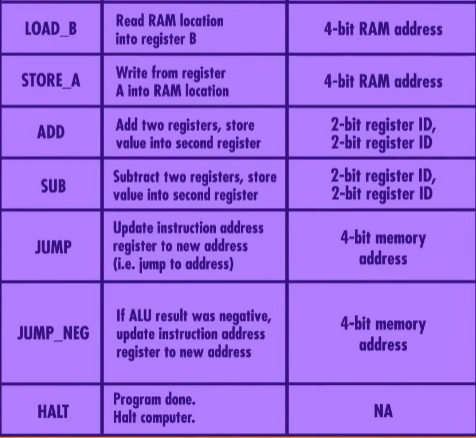 LOAD_B
Read RAM location
into register B
4-bit RAM address
STORE_A
Write from register
A into RAM location
4-bit RAM address
ADD
Add two registers, store
value into second register
2-bit register ID,
2-bit register ID
SUB
Subtract two registers, store
value into second register
2-bit register ID,
2-bit register ID
JUMP
Update instruction address
register to new address
(i.e. jump to address)
4-bit memory
address
JUMP_NEG
If ALU result was negative,
update instruction address
register to new address
4-bit memory
address
HALT
Program done.
Halt computer.
NA